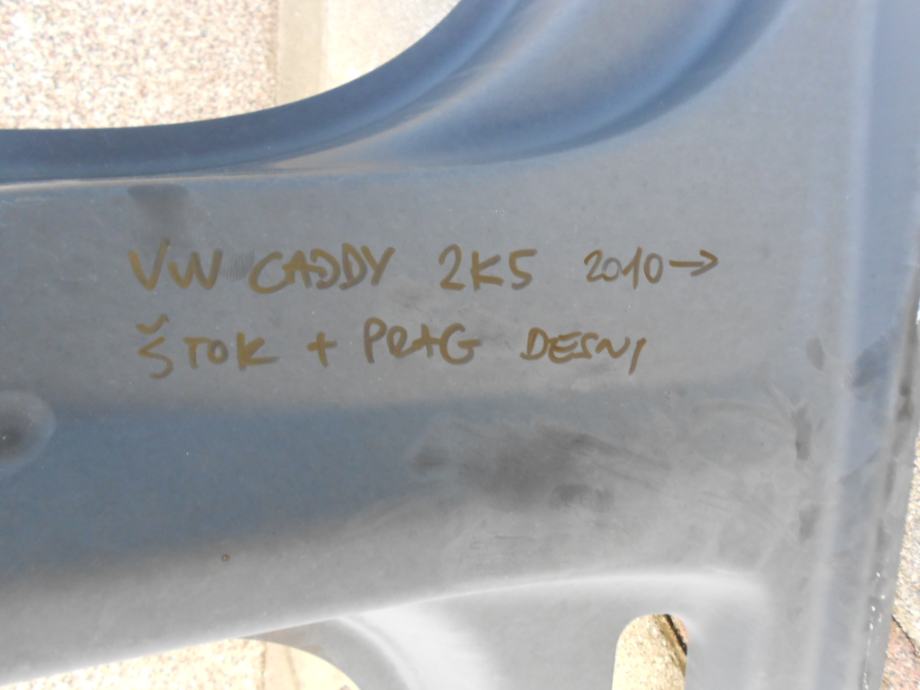 VW CADDY 2K5 2010→
ŠTOK + PRAG DESNI